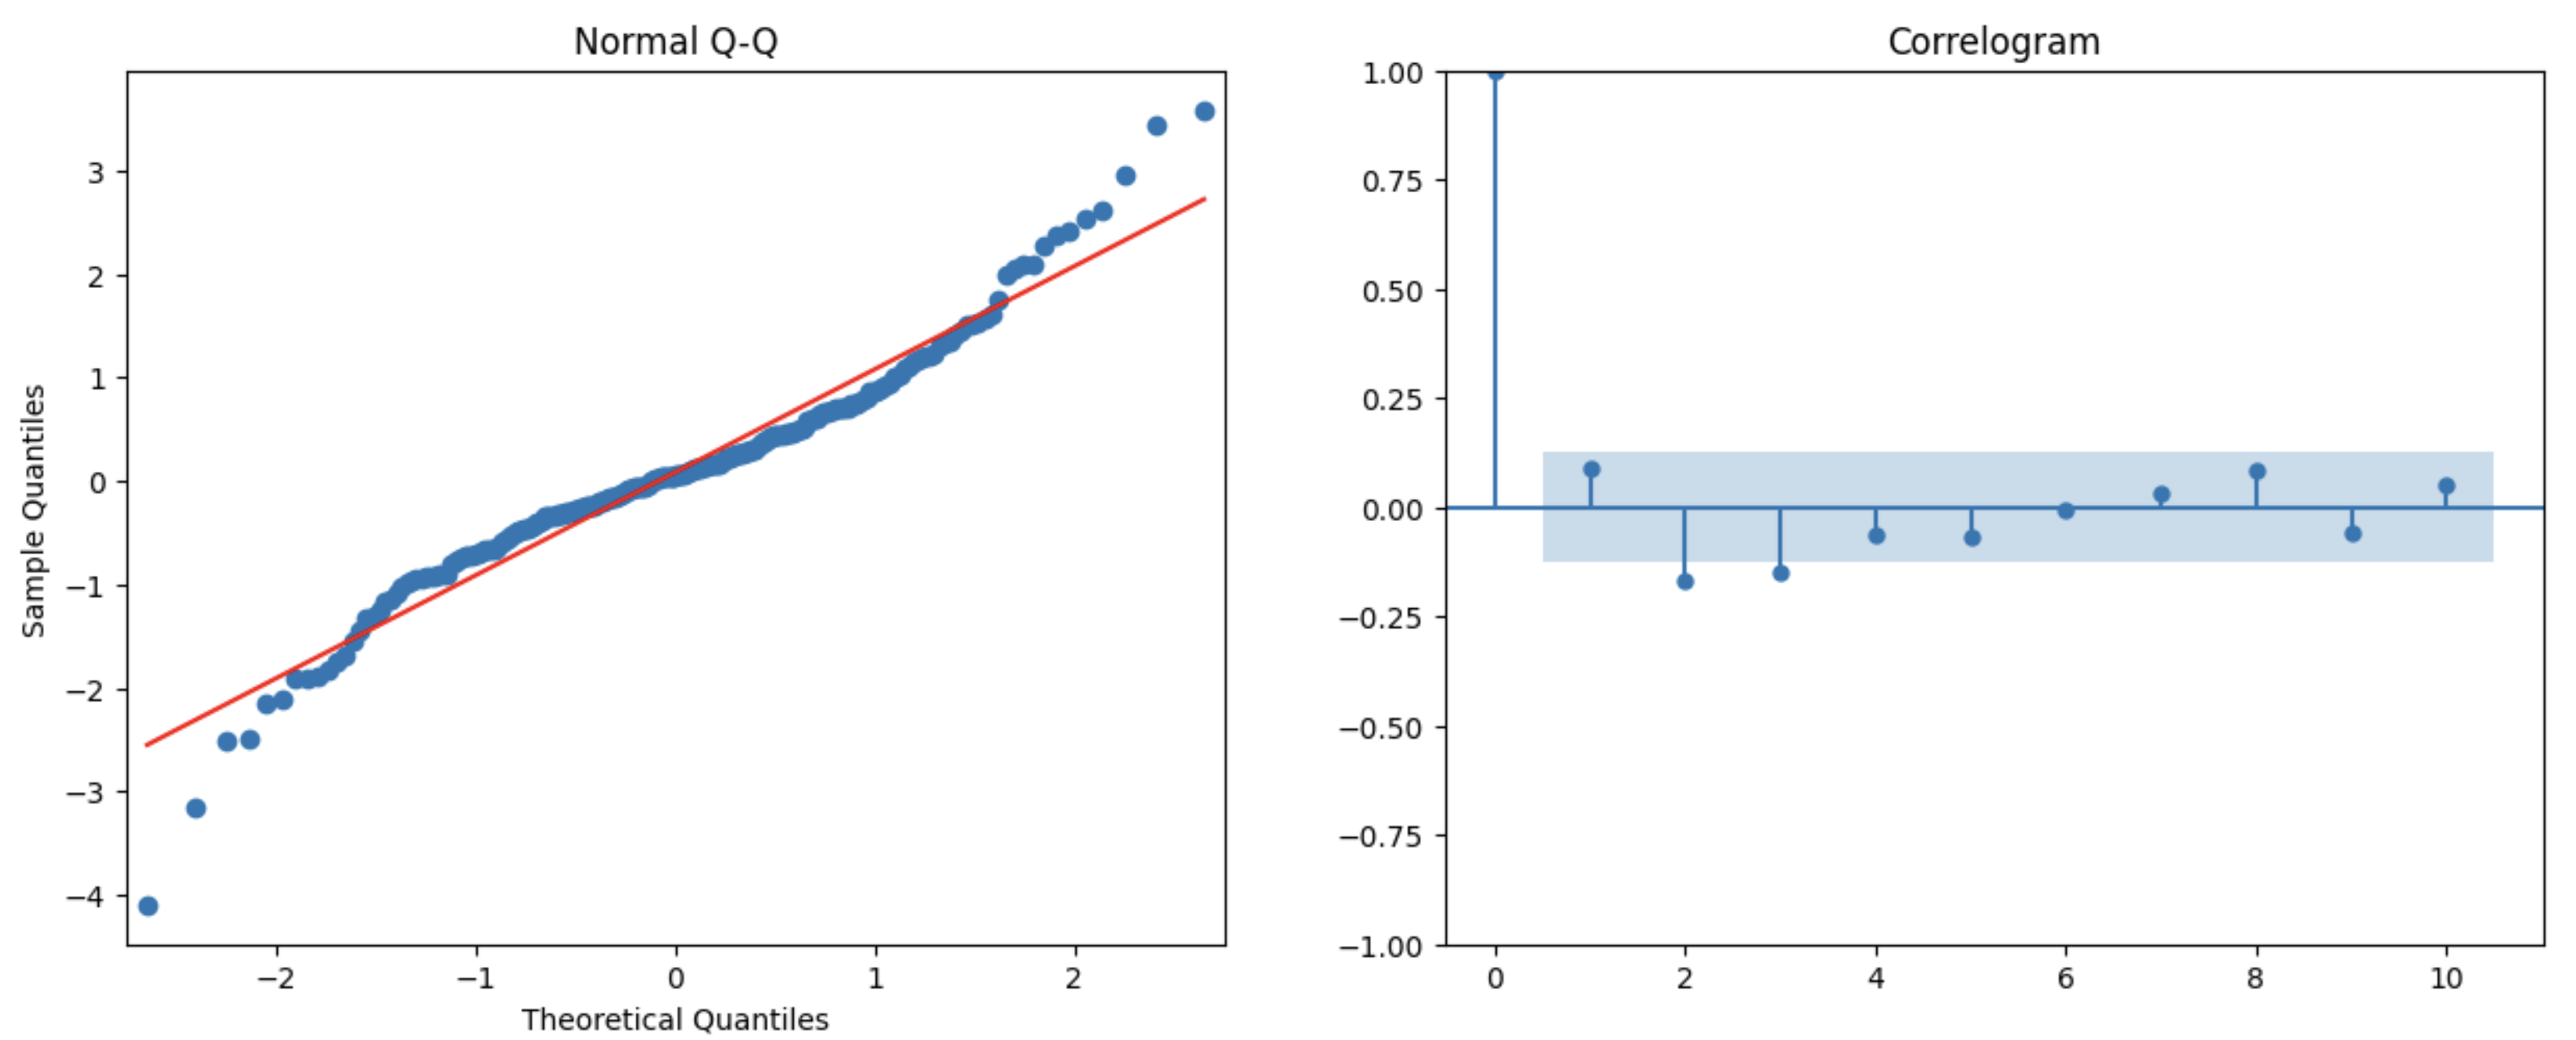 Normal Q-Q
3
2
1
0
−1
−2
−3
−4
Sample Quantiles
−2 −1 0 1 2
Theoretical Quantiles
Correlogram
1.00
0.75
0.50
0.25
0.00
−0.25
−0.50
−0.75
−1.00
0 2 4 6 8 10